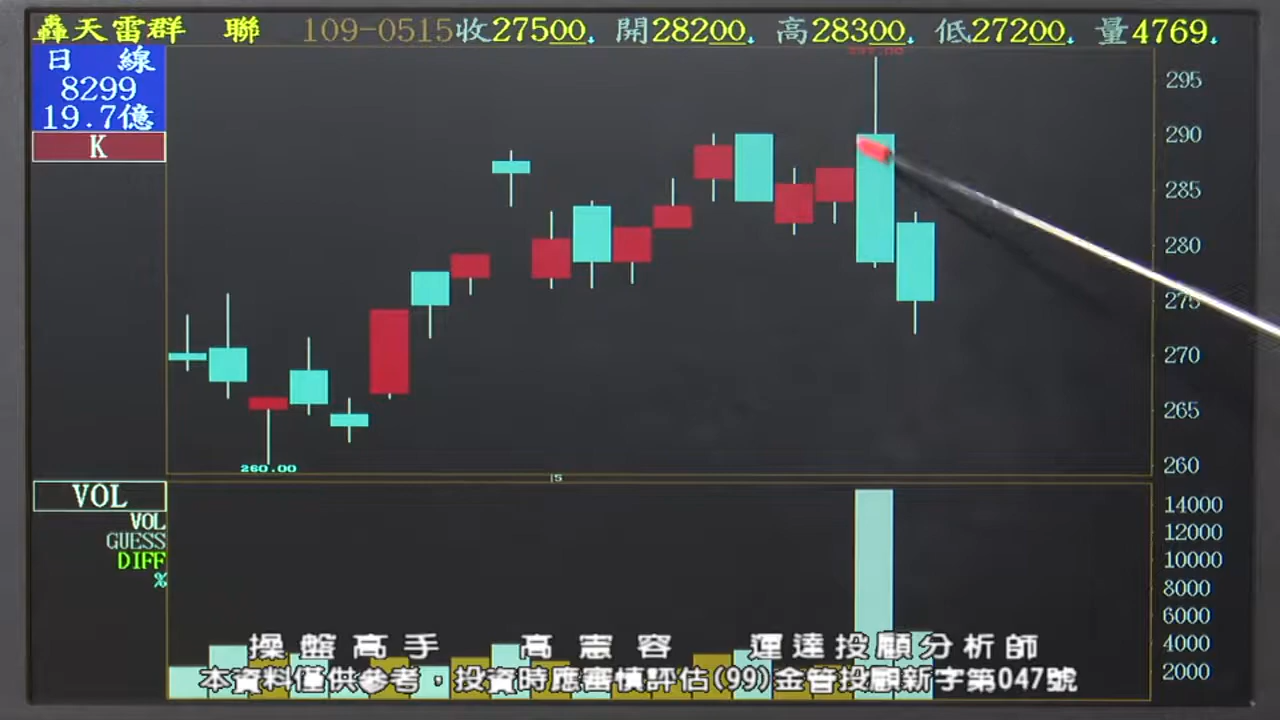 轟天雷群 聯 109-0515收27500↓ 開28200↓ 高28300↓ 低27200↓ 量4769↓
日 線
8299
19.7億
K
295
290
285
280
275
270
265
260
260.00
5
VOL
VOL
GUESS
DIFF
%
14000
12000
10000
8000
6000
4000
2000
操盤高手 高憲容 運達投顧分析師
本資料僅供參考，投資時應審慎評估(99)金管投顧新字第047號